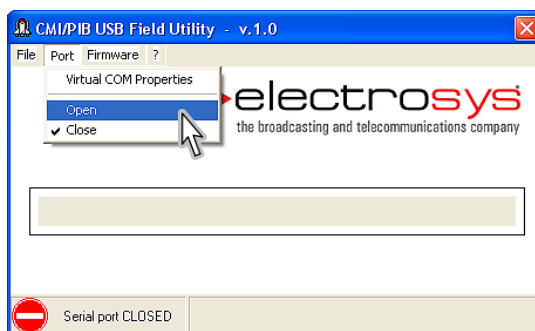 CMI/PIB USB Field Utility - v.1.0
File Port Firmware ?
Virtual COM Properties
Open
Close
electrosys
the broadcasting and telecommunications company
Serial port CLOSED